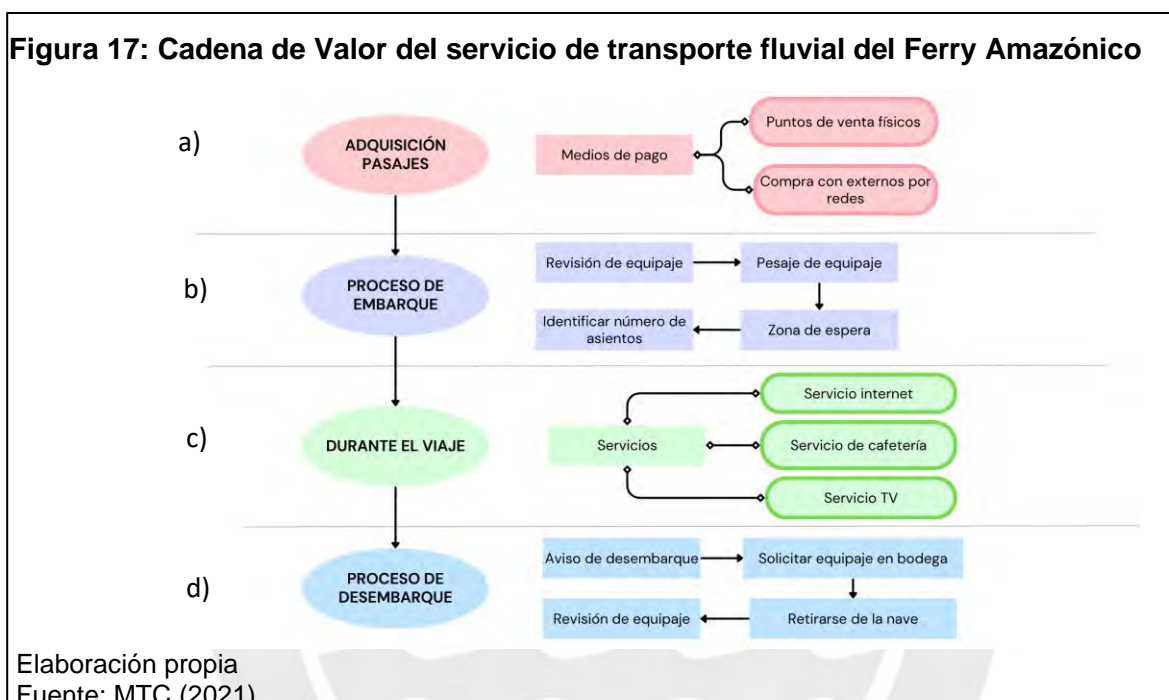 Figura 17: Cadena de Valor del servicio de transporte fluvial del Ferry Amazónico
a)
ADQUISICIÓN
PASAJES
Medios de pago
Puntos de venta físicos
Compra con externos por
redes
b)
PROCESO DE
EMBARQUE
Revisión de equipaje
Pesaje de equipaje
Identificar número de
asientos
Zona de espera
c)
DURANTE EL VIAJE
Servicios
Servicio internet
Servicio de cafetería
Servicio TV
d)
PROCESO DE
DESEMBARQUE
Aviso de desembarque
Solicitar equipaje en bodega
Revisión de equipaje
Retirarse de la nave
Elaboración propia
Fuente: MTC (2021)